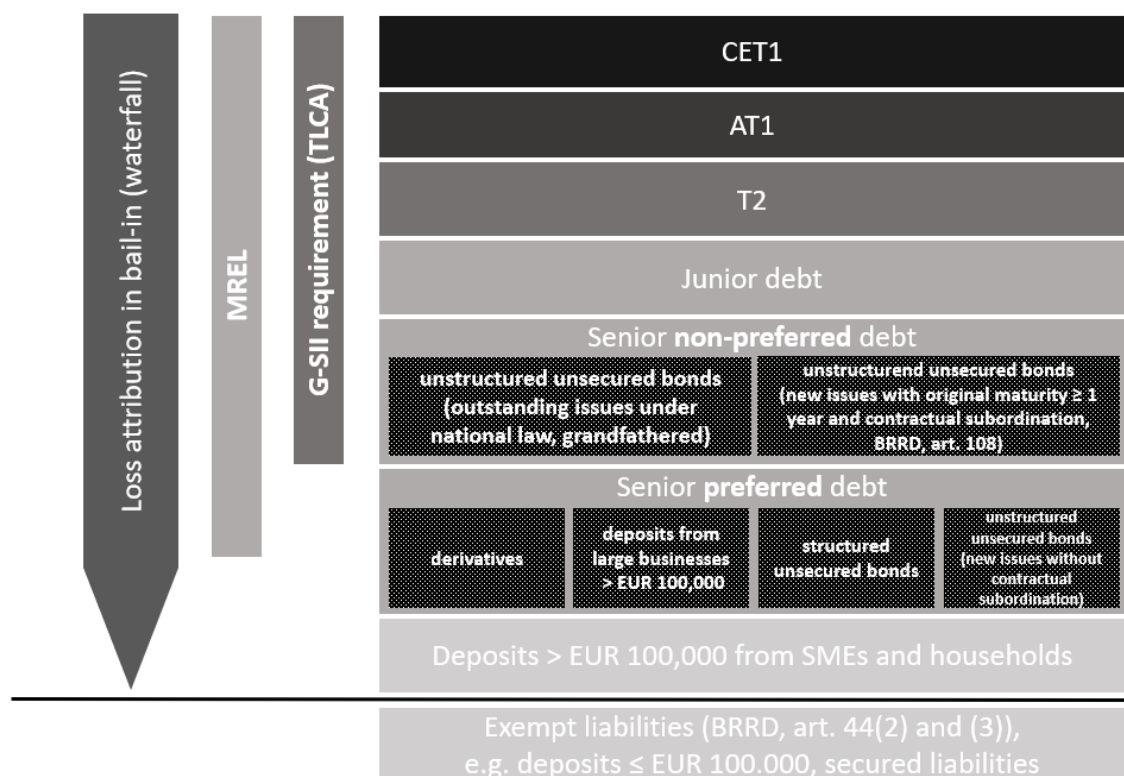 Loss attribution in bail-in (waterfall)
MREL
G-SII requirement (TLCA)
CET1
AT1
T2
Junior debt
Senior non-preferred debt
unstructured unsecured bonds
(outstanding issues under
national law, grandfathered)
unstructurend unsecured bonds
(new issues with original maturity ≥ 1
year and contractual subordination,
BRRD, art. 108)
Senior preferred debt
derivatives
deposits from
large businesses
> EUR 100,000
structured
unsecured bonds
unstructured
unsecured bonds
(new issues without
contractual
subordination)
Deposits > EUR 100,000 from SMEs and households
Exempt liabilities (BRRD, art. 44(2) and (3)),
e.g. deposits ≤ EUR 100.000, secured liabilities